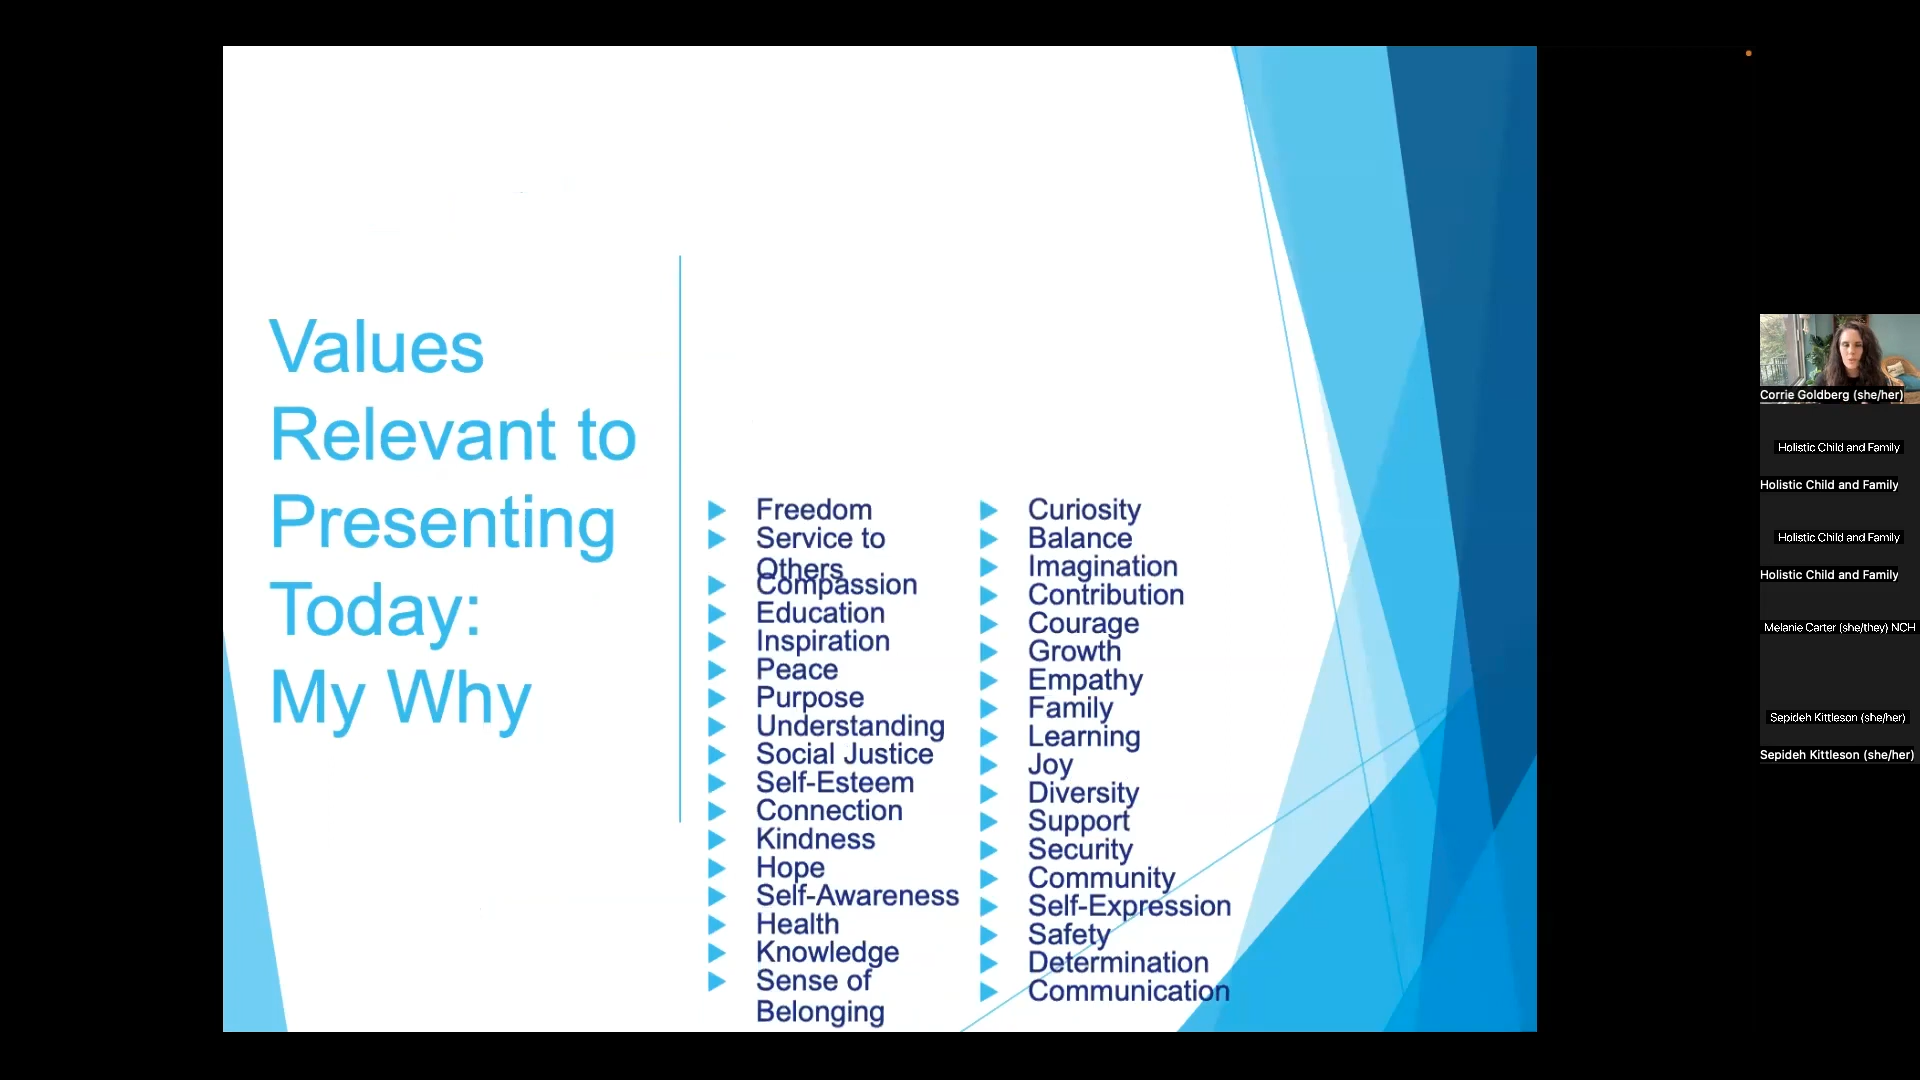 Values
Relevant to
Presenting
Today:
My Why
Freedom
Service to
Others
Compassion
Education
Inspiration
Peace
Purpose
Understanding
Social Justice
Self-Esteem
Connection
Kindness
Hope
Self-Awareness
Health
Knowledge
Sense of
Belonging
Curiosity
Balance
Imagination
Contribution
Courage
Growth
Empathy
Family
Learning
Joy
Diversity
Support
Security
Community
Self-Expression
Safety
Determination
Communication
Corrie Goldberg (she/her)
Holistic Child and Family
Holistic Child and Family
Holistic Child and Family
Holistic Child and Family
Melanie Carter (she/they) NCH
Sepideh Kittleson (she/her)
Sepideh Kittleson (she/her)